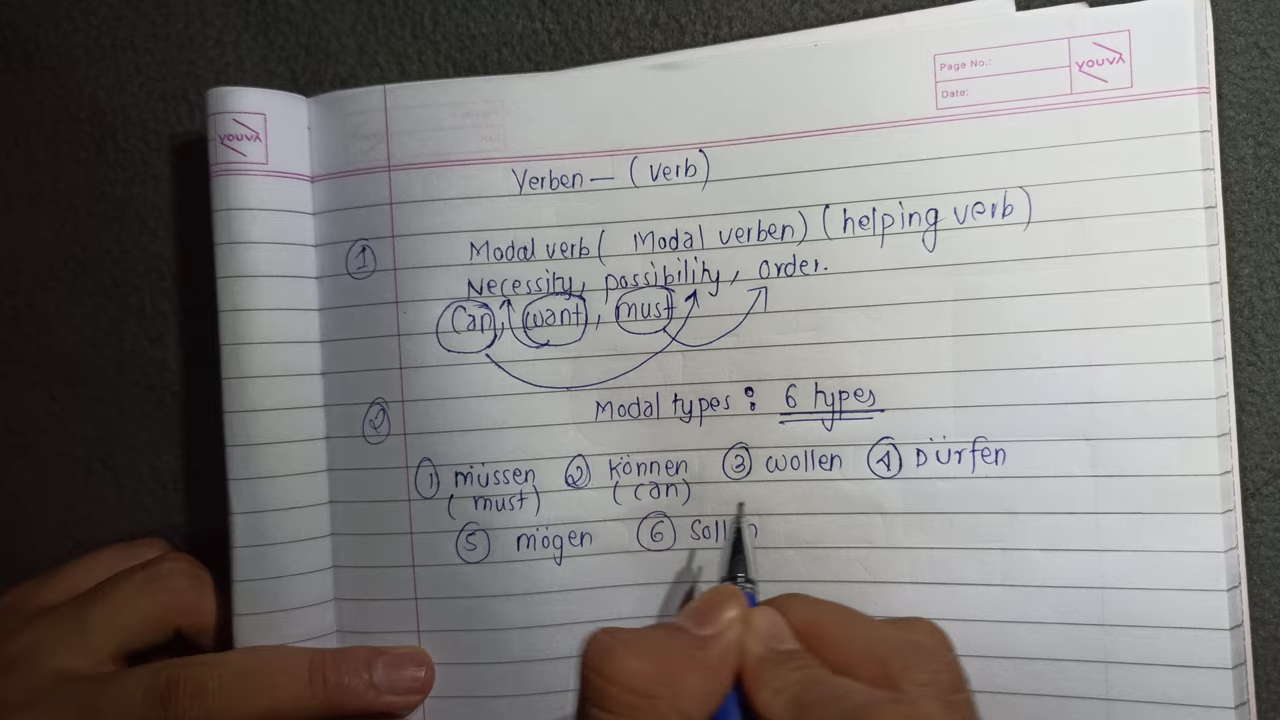 Page No.:
YOUVA
Date:
YOUVA
Verben — (verb)
① Modal verb ( Modal verben) (helping verb)
Necessity, possibility, order.
Can, want, must
② Modal types : 6 types
① müssen ② können ③ wollen ④ Dürfen
( must) (can)
⑤ mögen ⑥ Sollen